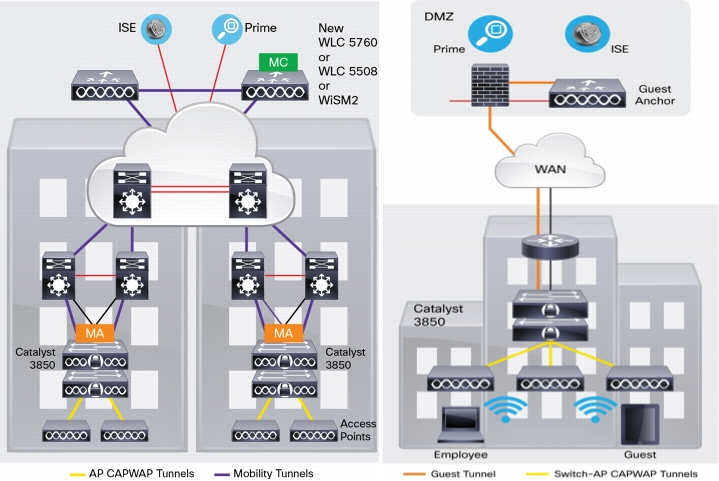 ISE
Prime
New
WLC 5760
or
WLC 5508
or
WiSM2
MC
MA
MA
Catalyst
3850
Catalyst
3850
Access
Points
AP CAPWAP Tunnels
Mobility Tunnels
DMZ
Prime
ISE
Guest
Anchor
WAN
Catalyst
3850
Employee
Guest
Guest Tunnel
Switch-AP CAPWAP Tunnels